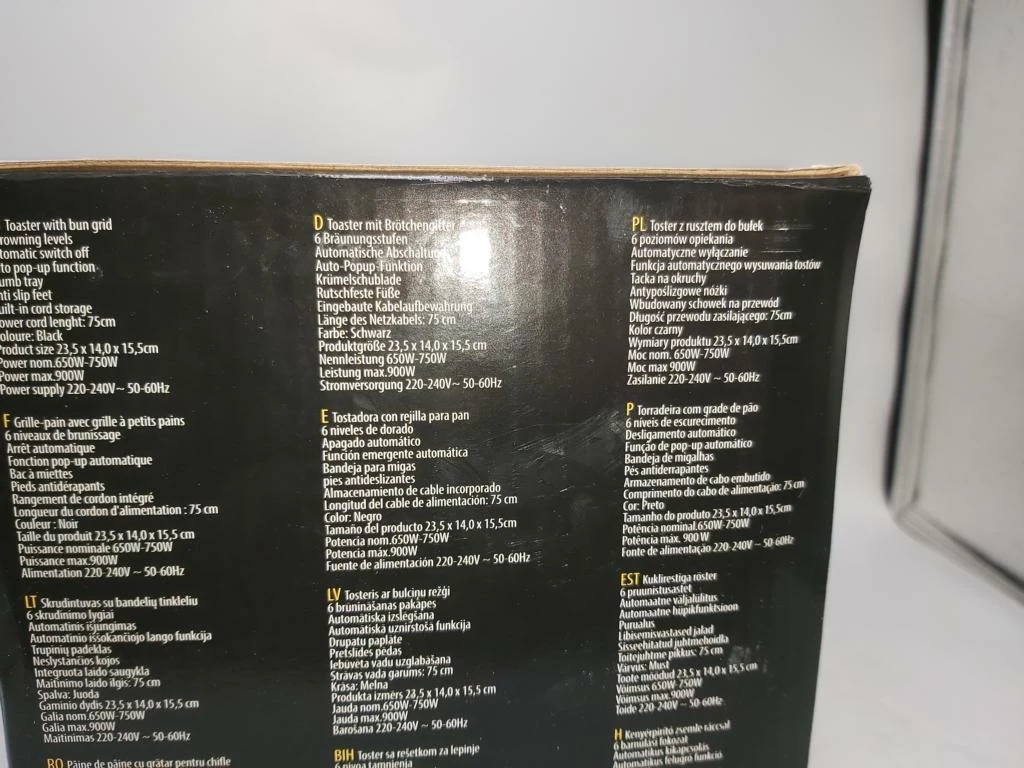 Toaster with bun grid
rowning levels
tomatic switch off
to pop-up function
umb tray
nti slip feet
uilt-in cord storage
ower cord lenght: 75cm
oloure: Black
Product size 23,5 x 14,0 x 15,5cm
Power nom.650W-750W
Power max.900W
Power supply 220-240V~ 50-60Hz
D Toaster mit Brötchengitter
6 Bräunungsstufen
Automatische Abschaltung
Auto-Popup-Funktion
Krümelschublade
Rutschfeste Füße
Eingebaute Kabelaufbewahrung
Länge des Netzkabels: 75 cm
Farbe: Schwarz
Produktgröße 23,5 x 14,0 x 15,5cm
Nennleistung 650W-750W
Leistung max.900W
Stromversorgung 220-240V~ 50-60Hz
PL Toster z rusztem do bułek
6 poziomów opiekania
Automatyczne wyłączanie
Funkcja automatycznego wysuwania tostów
Tacka na okruchy
Antypoślizgowe nóżki
Wbudowany schowek na przewód
Długość przewodu zasilającego: 75cm
Kolor czarny
Wymiary produktu 23,5 x 14,0 x 15,5cm
Moc nom. 650W-750W
Moc max 900W
Zasilanie 220-240V ~ 50-60Hz
F Grille-pain avec grille à petits pains
6 niveaux de brunissage
Arrêt automatique
Fonction pop-up automatique
Bac à miettes
Pieds antidérapants
Rangement de cordon intégré
Longueur du cordon d'alimentation : 75 cm
Couleur : Noir
Taille du produit 23,5 x 14,0 x 15,5 cm
Puissance nominale 650W-750W
Puissance max.900W
Alimentation 220-240V ~ 50-60Hz
E Tostadora con rejilla para pan
6 niveles de dorado
Apagado automático
Función emergente automática
Bandeja para migas
pies antideslizantes
Almacenamiento de cable incorporado
Longitud del cable de alimentación: 75 cm
Color: Negro
Tamaño del producto 23,5 x 14,0 x 15,5cm
Potencia nom.650W-750W
Potencia máx.900W
Fuente de alimentación 220-240V ~ 50-60Hz
P Torradeira com grade de pão
6 níveis de escurecimento
Desligamento automático
Função de pop-up automático
Bandeja de migalhas
Pés antiderrapantes
Armazenamento de cabo embutido
Comprimento do cabo de alimentação: 75 cm
Cor: Preto
Tamanho do produto 23,5 x 14,0 x 15,5cm
Potência nominal.650W-750W
Potência máx. 900 W
Fonte de alimentação 220-240V ~ 50-60Hz
LT Skrudintuvas su bandelių tinkleliu
6 skrudinimo lygiai
Automatinis išjungimas
Automatinio iššokančiojo lango funkcija
Trupinių padėklas
Neslystančios kojos
Integruota laido saugykla
Maitinimo laido ilgis: 75 cm
Spalva: Juoda
Gaminio dydis 23,5 x 14,0 x 15,5 cm
Galia nom.650W-750W
Galia max.900W
Maitinimas 220-240V ~ 50-60Hz
LV Tosteris ar bulciņu režģi
6 brūnināšanas pakāpes
Automātiska izslēgšana
Automātiskā uznirstošā funkcija
Drupatu paplāte
Pretslīdes pēdas
Iebūvēta vadu uzglabāšana
Strāvas vada garums: 75 cm
Krāsa: Melna
Produkta izmērs 23,5 x 14,0 x 15,5 cm
Jauda nom.650W-750W
Jauda max.900W
Barošana 220-240V ~ 50-60Hz
EST Kuklirestiga röster
6 pruunistusastet
Automaatne väljalülitus
Automaatne hüpikfunktsioon
Purualus
Libisemisvastased jalad
Sisseehitatud juhtmehoidla
Toitejuhtme pikkus: 75 cm
Värvus: Must
Toote mõõdud 23,5 x 14,0 x 15,5 cm
Võimsus 650W-750W
Võimsus max.900W
Toide 220-240V ~ 50-60Hz
RO Pâine de pâine cu grătar pentru chifle
BIH Toster sa rešetkom za lepinje
6 nivoa tamnjenja
H Kenyérpirító zsemle ráccsal
6 barnulási fokozat
Automatikus kikapcsolás
Automatikus felugró funkció